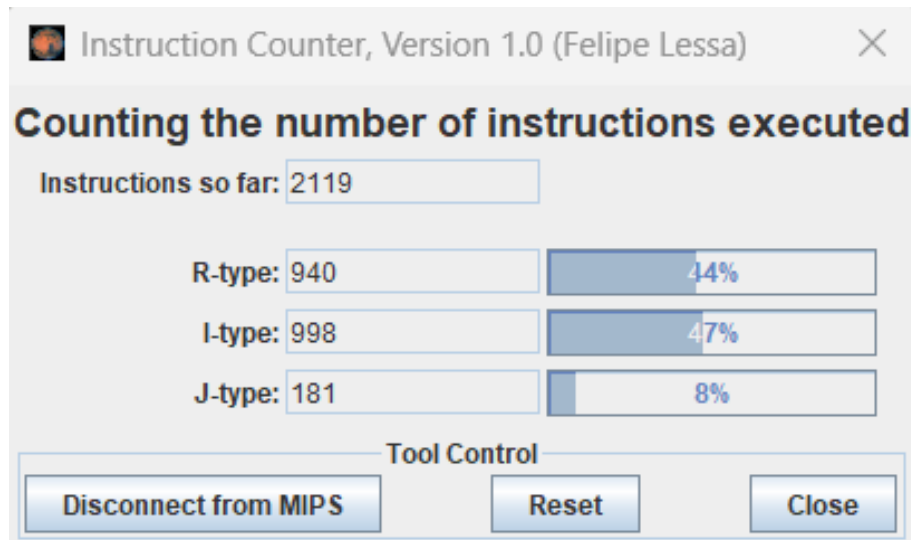 Instruction Counter, Version 1.0 (Felipe Lessa)
Counting the number of instructions executed
Instructions so far: 2119
R-type: 940 44%
I-type: 998 47%
J-type: 181 8%
Tool Control
Disconnect from MIPS Reset Close